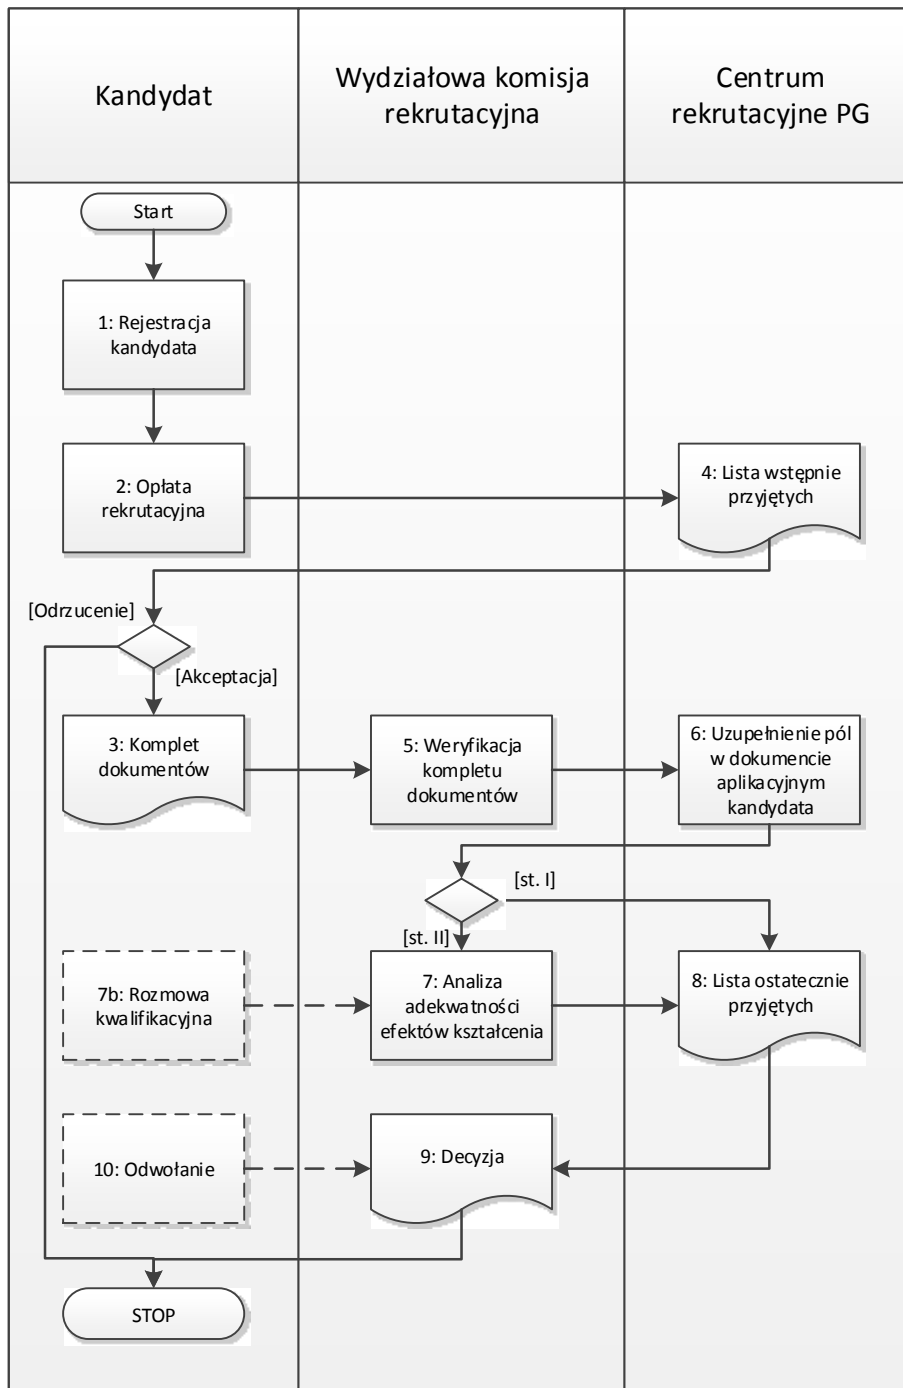 Kandydat
Wydziałowa komisja
rekrutacyjna
Centrum
rekrutacyjne PG
Start
1: Rejestracja
kandydata
2: Opłata
rekrutacyjna
4: Lista wstępnie
przyjętych
[Odrzucenie]
[Akceptacja]
3: Komplet
dokumentów
5: Weryfikacja
kompletu
dokumentów
6: Uzupełnienie pól
w dokumencie
aplikacyjnym
kandydata
[st. I]
[st. II]
7b: Rozmowa
kwalifikacyjna
7: Analiza
adekwatności
efektów kształcenia
8: Lista ostatecznie
przyjętych
10: Odwołanie
9: Decyzja
STOP